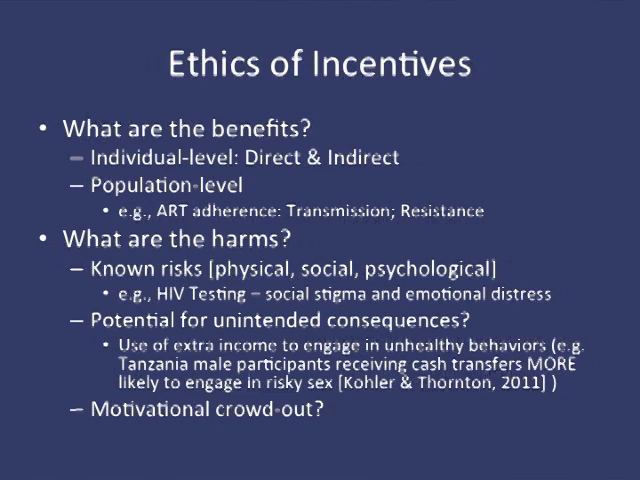 Ethics of Incentives
• What are the benefits?
– Individual-level: Direct & Indirect
– Population-level
• e.g., ART adherence: Transmission; Resistance
• What are the harms?
– Known risks [physical, social, psychological]
• e.g., HIV Testing – social stigma and emotional distress
– Potential for unintended consequences?
• Use of extra income to engage in unhealthy behaviors (e.g.
Tanzania male participants receiving cash transfers MORE
likely to engage in risky sex [Kohler & Thornton, 2011] )
– Motivational crowd-out?